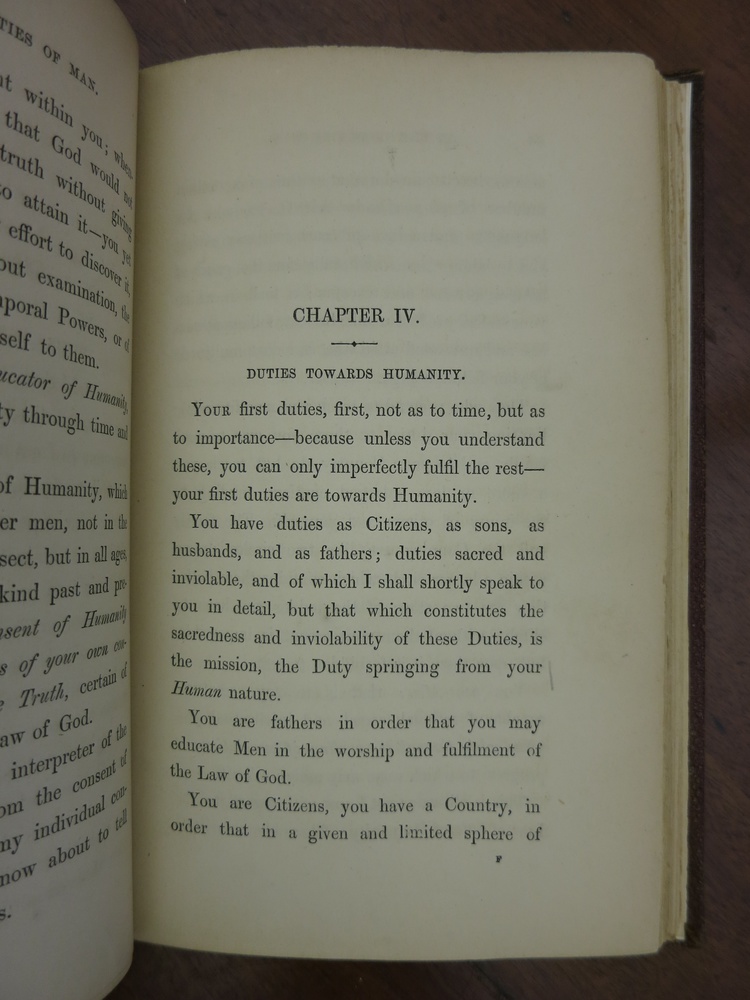 TIES OF MAN.
within you; when,
that God would not
truth without giving
to attain it—you yet
effort to discover it,
out examination, the
poral Powers, or of
self to them.
ucator of Humanity,
ty through time and
of Humanity, which
er men, not in the
sect, but in all ages,
kind past and pre-
nsent of Humanity
s of your own con-
Truth, certain of
aw of God.
interpreter of the
om the consent of
ny individual con-
now about to tell
s.
CHAPTER IV.
DUTIES TOWARDS HUMANITY.
YOUR first duties, first, not as to time, but as
to importance—because unless you understand
these, you can only imperfectly fulfil the rest—
your first duties are towards Humanity.
You have duties as Citizens, as sons, as
husbands, and as fathers; duties sacred and
inviolable, and of which I shall shortly speak to
you in detail, but that which constitutes the
sacredness and inviolability of these Duties, is
the mission, the Duty springing from your
Human nature.
You are fathers in order that you may
educate Men in the worship and fulfilment of
the Law of God.
You are Citizens, you have a Country, in
order that in a given and limited sphere of
F